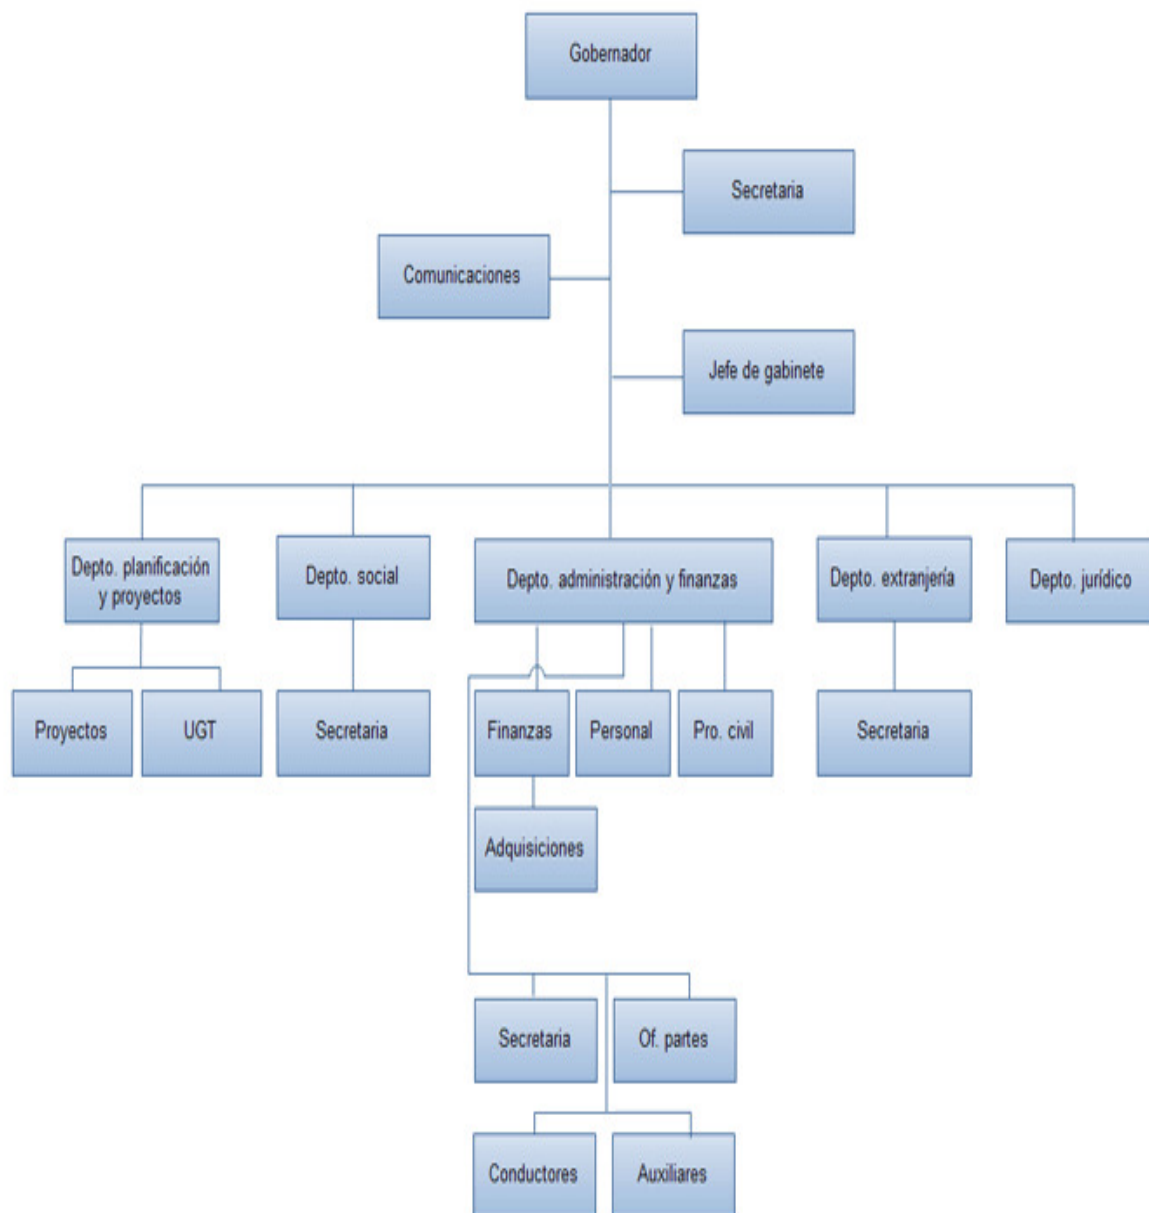 Gobernador
Secretaria
Comunicaciones
Jefe de gabinete
Depto. planificación
y proyectos
Depto. social
Depto. administración y finanzas
Depto. extranjería
Depto. jurídico
Proyectos
UGT
Secretaria
Finanzas
Personal
Pro. civil
Secretaria
Adquisiciones
Secretaria
Of. partes
Conductores
Auxiliares